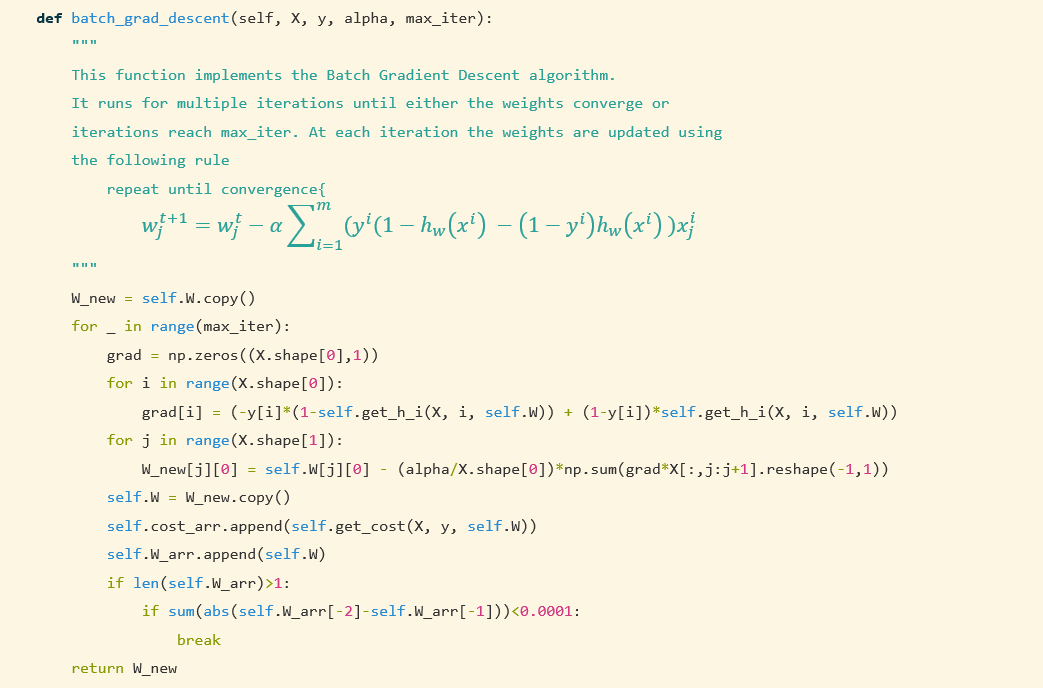 def batch_grad_descent(self, X, y, alpha, max_iter):
"""
This function implements the Batch Gradient Descent algorithm.
It runs for multiple iterations until either the weights converge or
iterations reach max_iter. At each iteration the weights are updated using
the following rule
repeat until convergence{
w_j^{t+1} = w_j^t − α ∑_{i=1}^m (y^i(1 − h_w(x^i) − (1 − y^i)h_w(x^i))x_j^i
"""
W_new = self.W.copy()
for _ in range(max_iter):
grad = np.zeros((X.shape[0],1))
for i in range(X.shape[0]):
grad[i] = (-y[i]*(1-self.get_h_i(X, i, self.W)) + (1-y[i])*self.get_h_i(X, i, self.W))
for j in range(X.shape[1]):
W_new[j][0] = self.W[j][0] - (alpha/X.shape[0])*np.sum(grad*X[:,j:j+1].reshape(-1,1))
self.W = W_new.copy()
self.cost_arr.append(self.get_cost(X, y, self.W))
self.W_arr.append(self.W)
if len(self.W_arr)>1:
if sum(abs(self.W_arr[-2]-self.W_arr[-1]))<0.0001:
break
return W_new